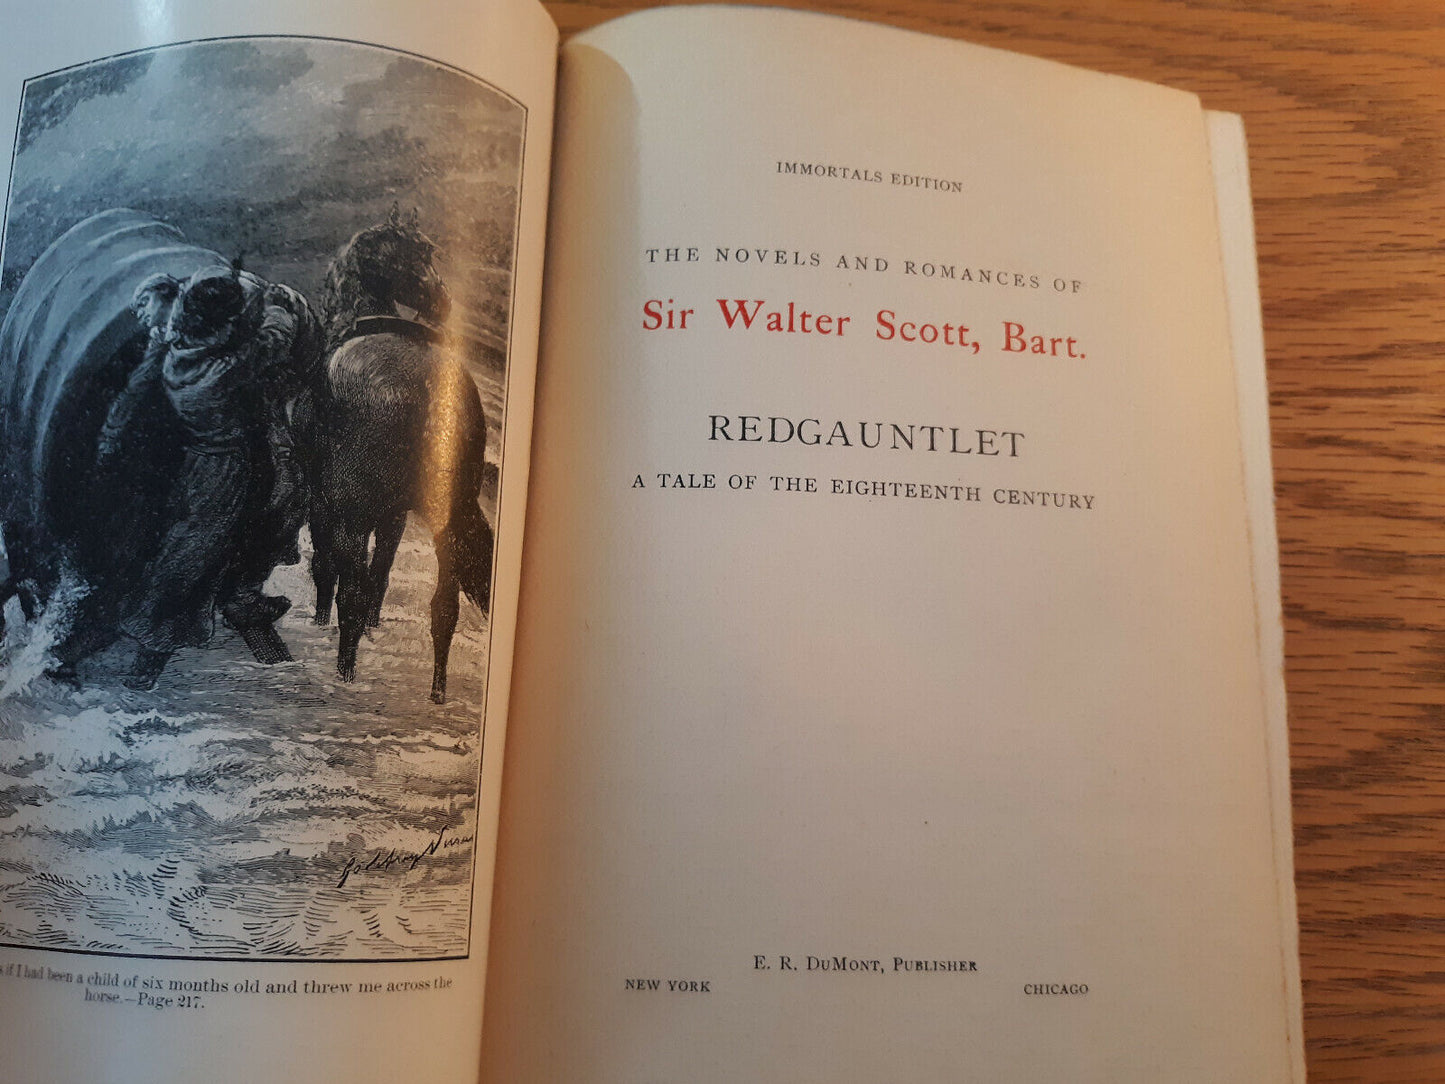 Godefroy Durand
s if I had been a child of six months old and threw me across the
horse.—Page 217.
IMMORTALS EDITION
THE NOVELS AND ROMANCES OF
Sir Walter Scott, Bart.
REDGAUNTLET
A TALE OF THE EIGHTEENTH CENTURY
E. R. DuMont, Publisher
NEW YORK CHICAGO